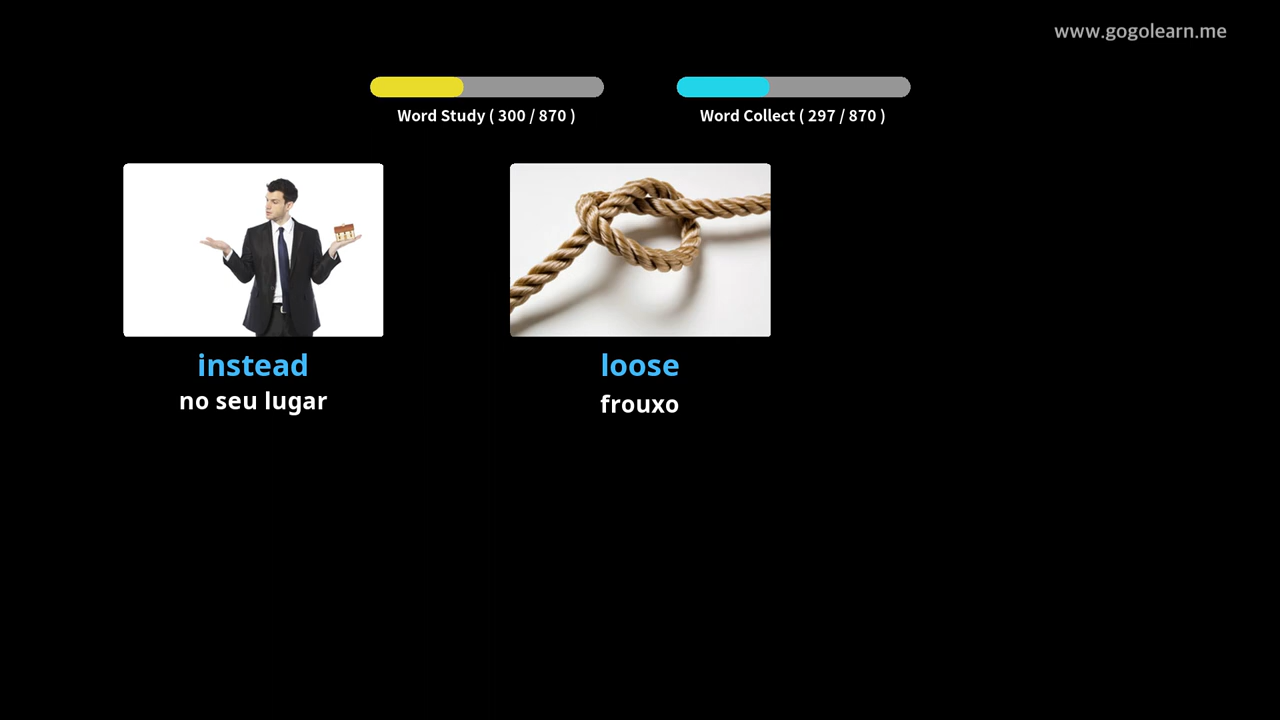 www.gogolearn.me
Word Study ( 300 / 870 )
Word Collect ( 297 / 870 )
instead
no seu lugar
loose
frouxo